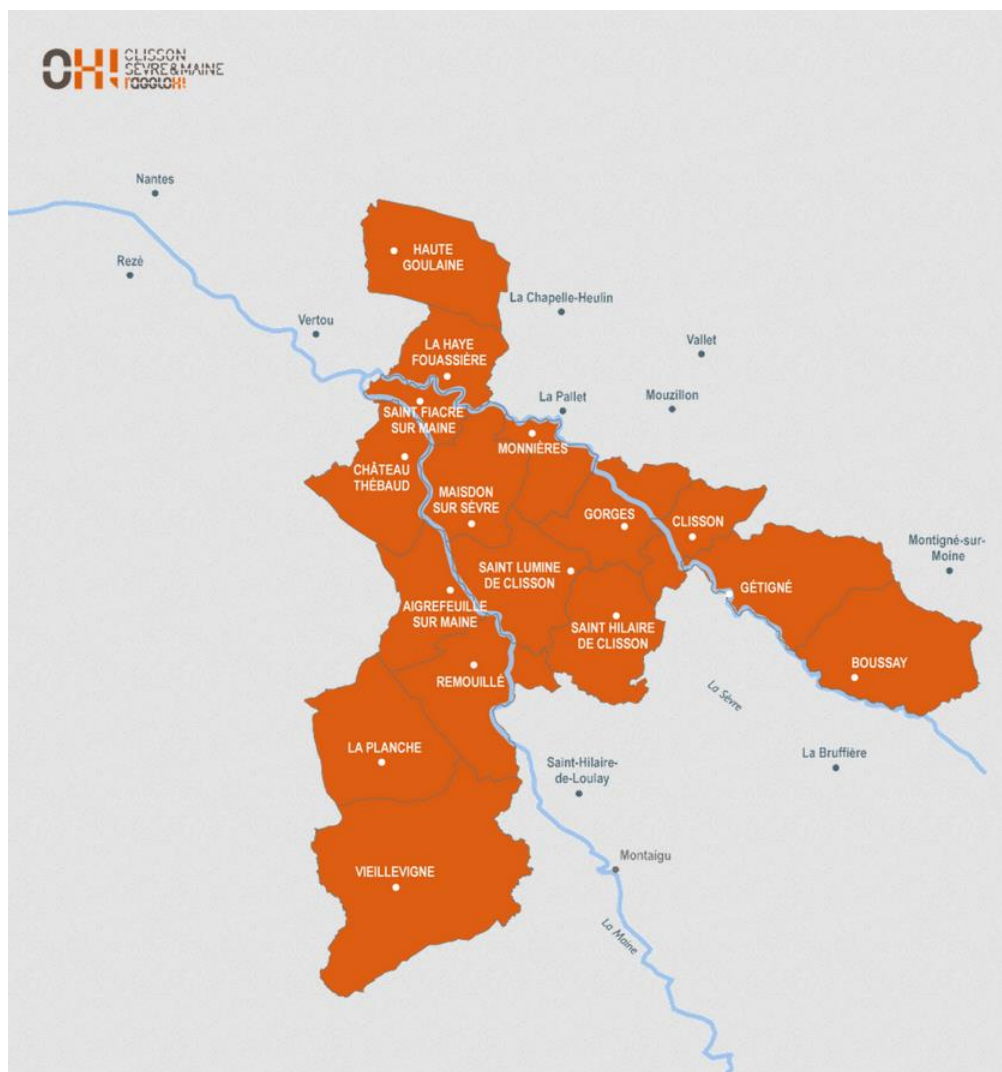 OH!
CLISSON
SÈVRE&MAINE
l'aggloh!
Nantes
HAUTE
GOULAINE
Rezé
La Chapelle-Heulin
Vertou
LA HAYE
FOUASSIÈRE
Vallet
La Pallet
Mouzillon
SAINT FIACRE
SUR MAINE
MONNIÈRES
CHÂTEAU
THÉBAUD
MAISDON
SUR SÈVRE
GORGES
CLISSON
Montigné-sur-
Moine
SAINT LUMINE
DE CLISSON
GÉTIGNÉ
AIGREFEUILLE
SUR MAINE
SAINT HILAIRE
DE CLISSON
BOUSSAY
REMOUILLÉ
La Sèvre
LA PLANCHE
La Bruffière
Saint-Hilaire-
de-Loulay
Montaigu
VIEILLEVIGNE
La Maine